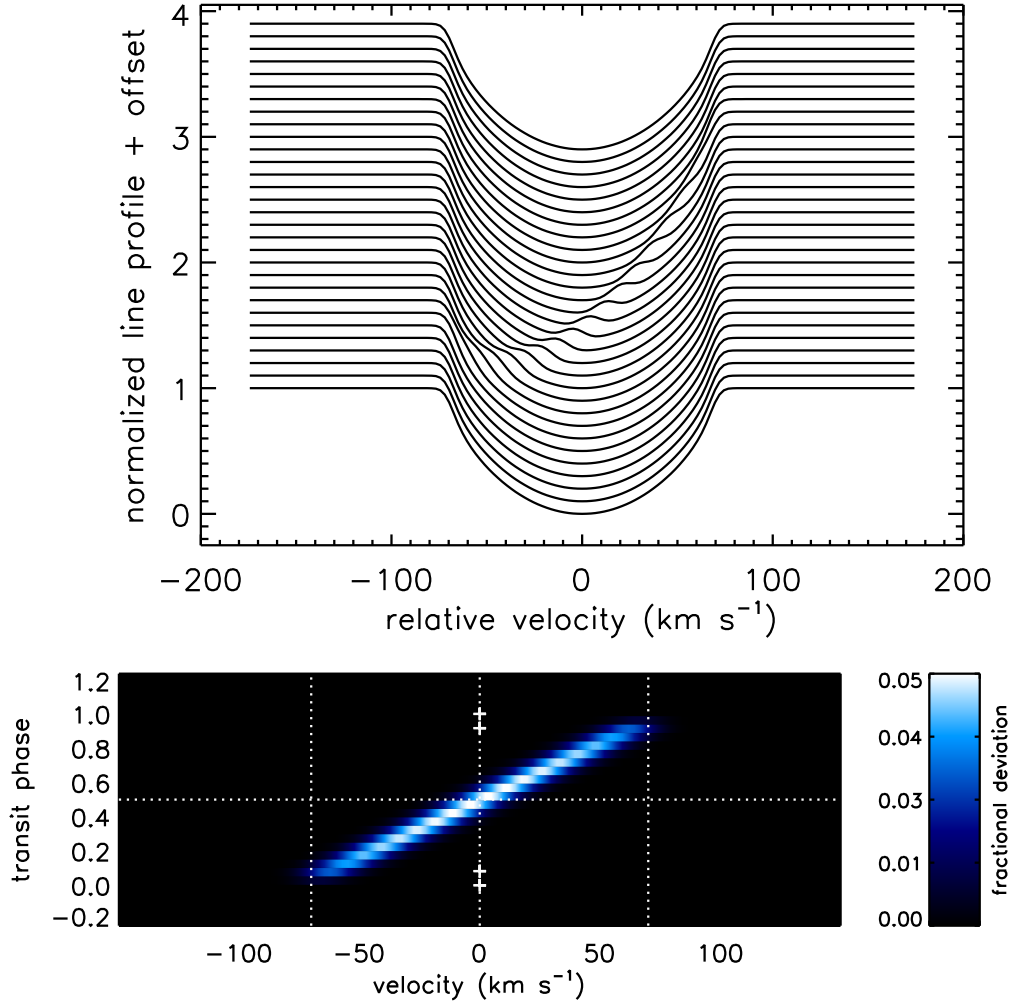 normalized line profile + offset
4
3
2
1
0
−200 −100 0 100 200
relative velocity (km s⁻¹)
transit phase
1.2
1.0
0.8
0.6
0.4
0.2
0.0
−0.2
−100 −50 0 50 100
velocity (km s⁻¹)
0.05
0.04
0.03
0.01
0.00
fractional deviation